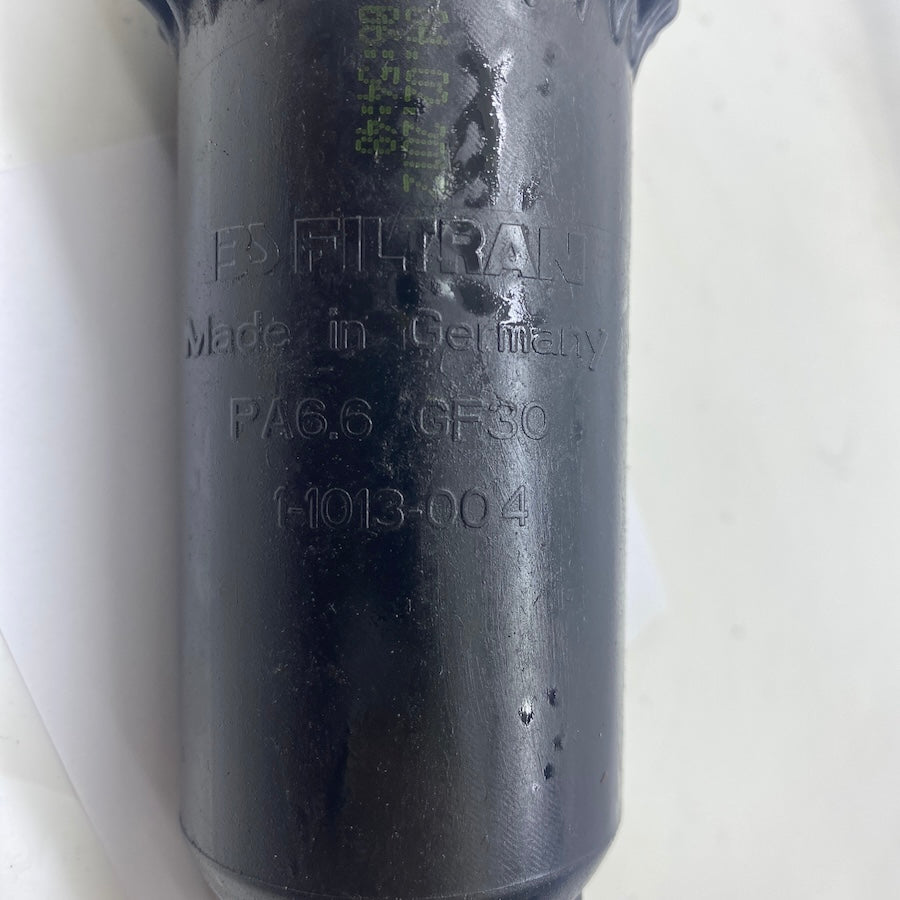 FILTRAN
Made in Germany
PA6.6 GF30
1-1013-004